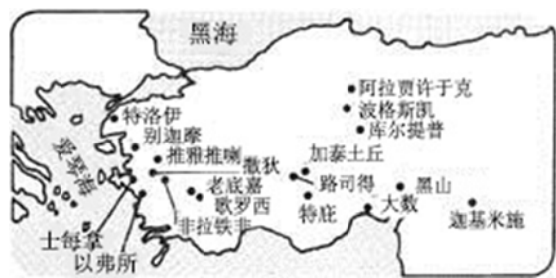 黑海
阿拉贾许于克
波格斯凯
库尔提普
特洛伊
别迦摩
爱琴海
推雅推喇
撒狄
加泰土丘
老底嘉
歌罗西
路司得
特庇
黑山
大数
迦基米施
非拉铁非
士每拿
以弗所